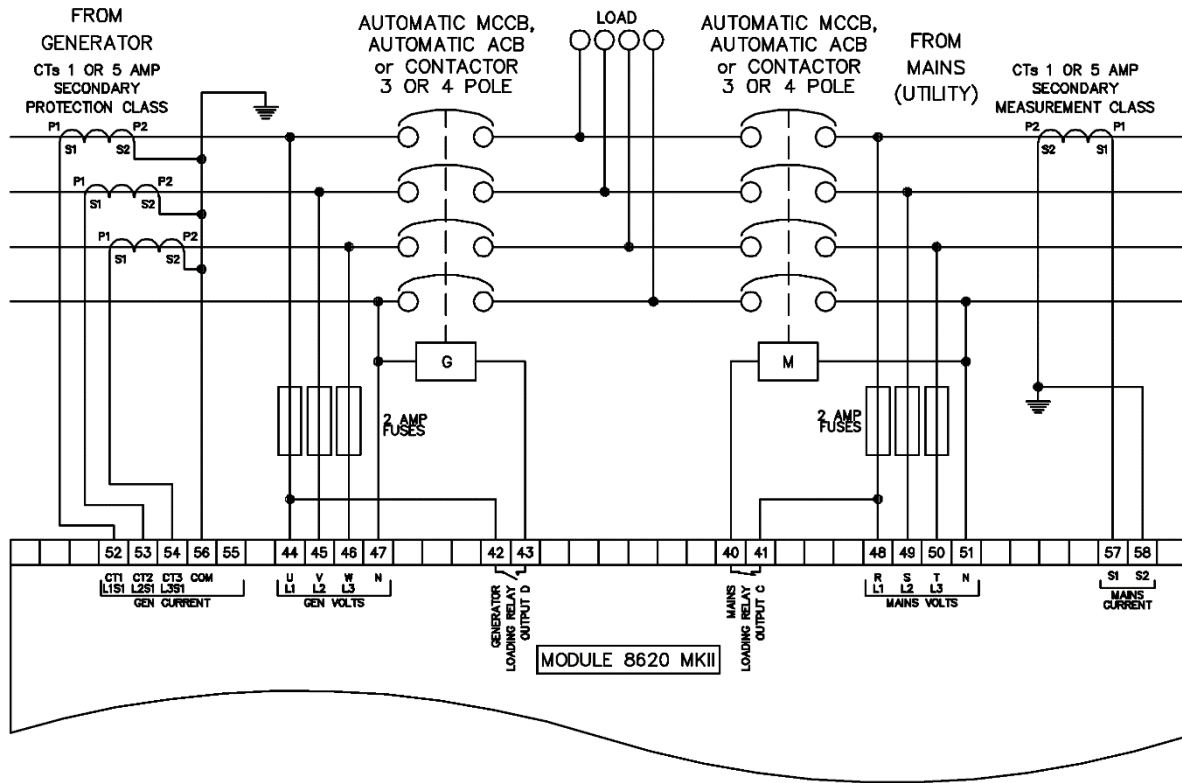 FROM
GENERATOR
CTs 1 OR 5 AMP
SECONDARY
PROTECTION CLASS
AUTOMATIC MCCB,
AUTOMATIC ACB
or CONTACTOR
3 OR 4 POLE
LOAD
AUTOMATIC MCCB,
AUTOMATIC ACB
or CONTACTOR
3 OR 4 POLE
FROM
MAINS
(UTILITY)
CTs 1 OR 5 AMP
SECONDARY
MEASUREMENT CLASS
P1 P2
S1 S2
P1 P2
S1 S2
P1 P2
S1 S2
P2 P1
S2 S1
G
M
2 AMP
FUSES
2 AMP
FUSES
52 53 54 56 55 44 45 46 47 42 43 40 41 48 49 50 51 57 58
CT1 CT2 CT3 COM
L1S1 L2S1 L3S1
GEN CURRENT
U V W N
L1 L2 L3
GEN VOLTS
GENERATOR
LOADING RELAY
OUTPUT D
MAINS
LOADING RELAY
OUTPUT C
R S T N
L1 L2 L3
MAINS VOLTS
S1 S2
MAINS
CURRENT
MODULE 8620 MKII